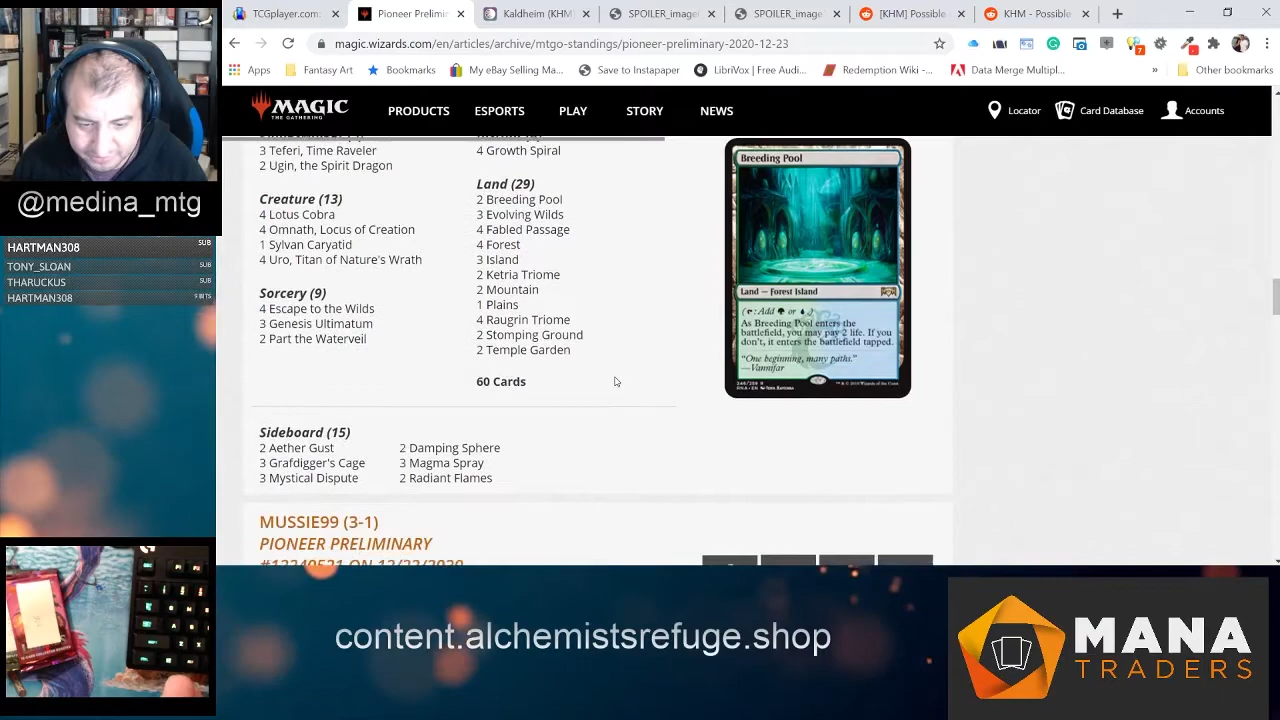 TCGplayer.com:
Pioneer Prelimin
Kaldheim (KHM)
SPOILER_imagef
SPOILER_image
[KHM] Possible
KHM - Possible
magic.wizards.com/en/articles/archive/mtgo-standings/pioneer-preliminary-2020-12-23
Apps
Fantasy Art
Bookmarks
My eBay Selling Ma...
Save to Instapaper
LibriVox | Free Audi...
Redemption Wiki -...
Data Merge Multipl...
»
Other bookmarks
MAGIC
THE GATHERING
PRODUCTS
ESPORTS
PLAY
STORY
NEWS
Locator
Card Database
Accounts
3 Teferi, Time Raveler
2 Ugin, the Spirit Dragon
Creature (13)
4 Lotus Cobra
4 Omnath, Locus of Creation
1 Sylvan Caryatid
4 Uro, Titan of Nature's Wrath
Sorcery (9)
4 Escape to the Wilds
3 Genesis Ultimatum
2 Part the Waterveil
4 Growth Spiral
Land (29)
2 Breeding Pool
3 Evolving Wilds
4 Fabled Passage
4 Forest
3 Island
2 Ketria Triome
2 Mountain
1 Plains
4 Raugrin Triome
2 Stomping Ground
2 Temple Garden
60 Cards
Breeding Pool
Land — Forest Island
: Add or .)
As Breeding Pool enters the
battlefield, you may pay 2 life. If you
don't, it enters the battlefield tapped.
"One beginning, many paths."
—Vannifar
Sideboard (15)
2 Aether Gust
3 Grafdigger's Cage
3 Mystical Dispute
2 Damping Sphere
3 Magma Spray
2 Radiant Flames
MUSSIE99 (3-1)
PIONEER PRELIMINARY
@medina_mtg
HARTMAN308 SUB
TONY_SLOAN SUB
THARUCKUS SUB
HARTMAN308
content.alchemistsrefuge.shop
MANA
TRADERS